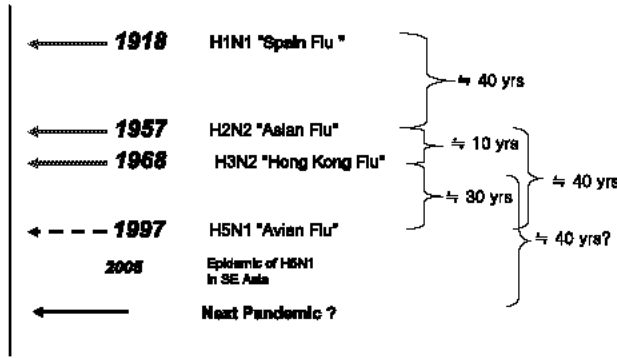 1918 H1N1 "Spain Flu "
≒ 40 yrs
1957 H2N2 "Asian Flu"
≒ 10 yrs
1968 H3N2 "Hong Kong Flu"
≒ 40 yrs
≒ 30 yrs
1997 H5N1 "Avian Flu"
≒ 40 yrs?
2005 Epidemic of H5N1
in SE Asia
Next Pandemic ?